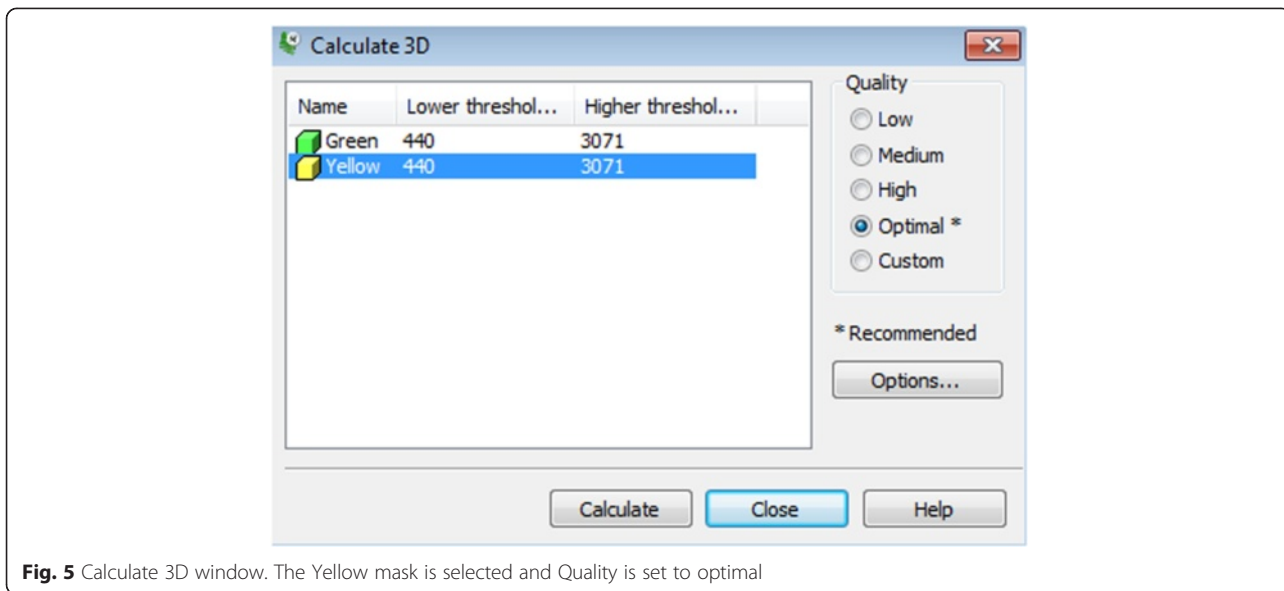 Calculate 3D
Name Lower threshol... Higher threshol...
Green 440 3071
Yellow 440 3071
Quality
Low
Medium
High
Optimal *
Custom
* Recommended
Options...
Calculate Close Help
Fig. 5 Calculate 3D window. The Yellow mask is selected and Quality is set to optimal